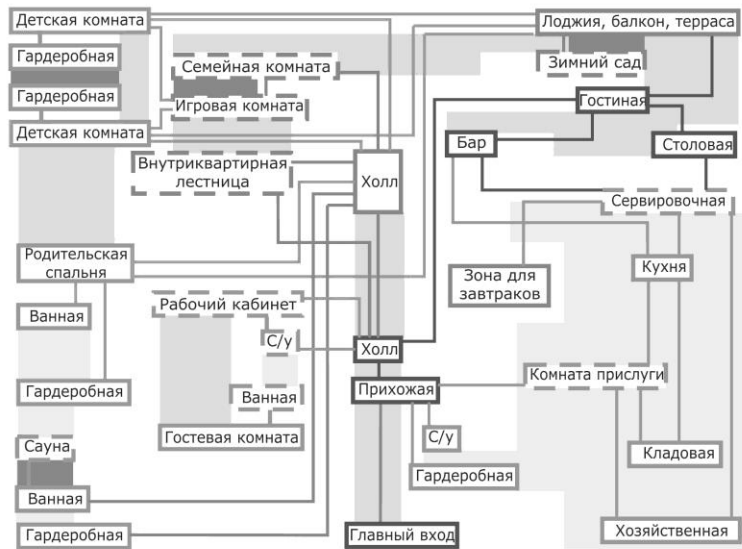 Детская комната
Лоджия, балкон, терраса
Гардеробная
Семейная комната
Зимний сад
Гардеробная
Игровая комната
Гостиная
Детская комната
Бар
Столовая
Внутриквартирная
лестница
Холл
Сервировочная
Родительская
спальня
Зона для
завтраков
Кухня
Ванная
Рабочий кабинет
С/у
Холл
Гардеробная
Прихожая
Комната прислуги
Ванная
Гостевая комната
С/у
Сауна
Кладовая
Гардеробная
Ванная
Гардеробная
Главный вход
Хозяйственная